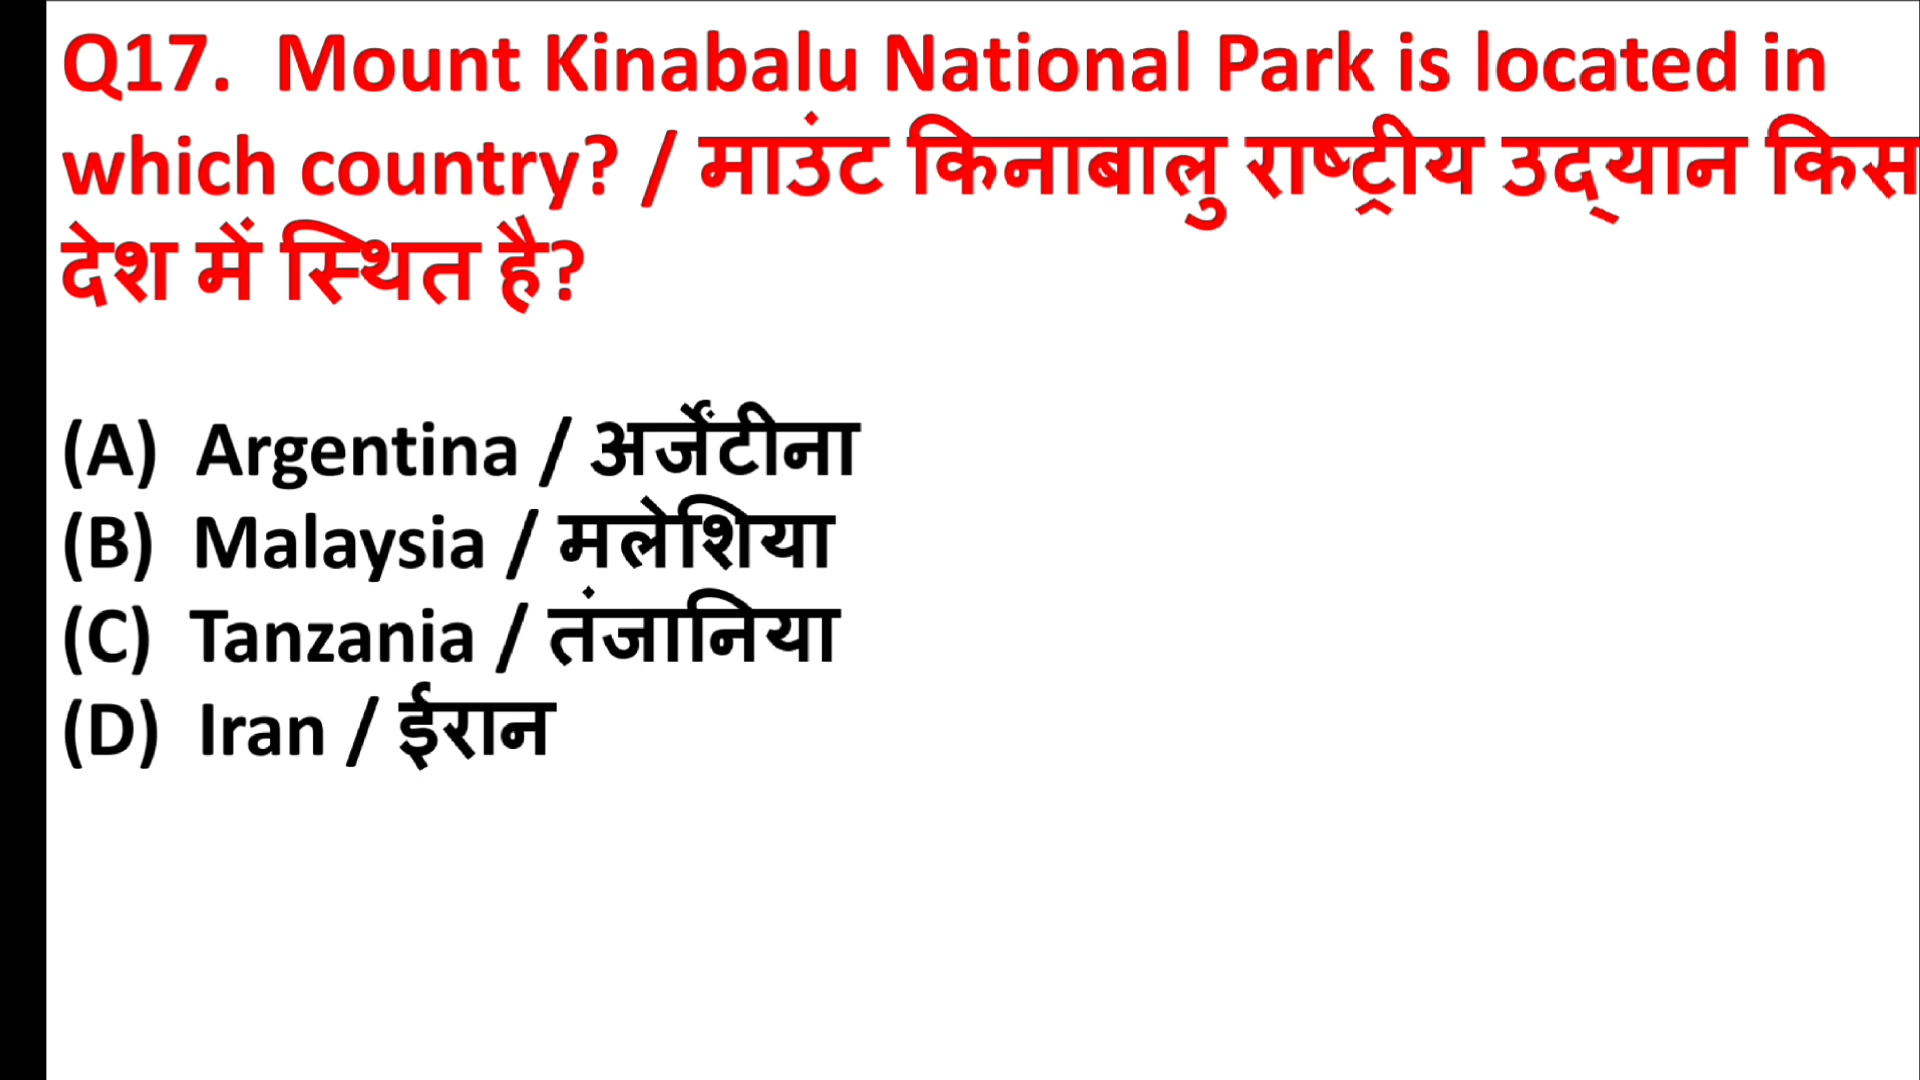 Q17. Mount Kinabalu National Park is located in
which country? / माउंट किनाबालु राष्ट्रीय उद्‌यान किस
देश में स्थित है?
(A) Argentina / अर्जेंटीना
(B) Malaysia / मलेशिया
(C) Tanzania / तंजानिया
(D) Iran / ईरान